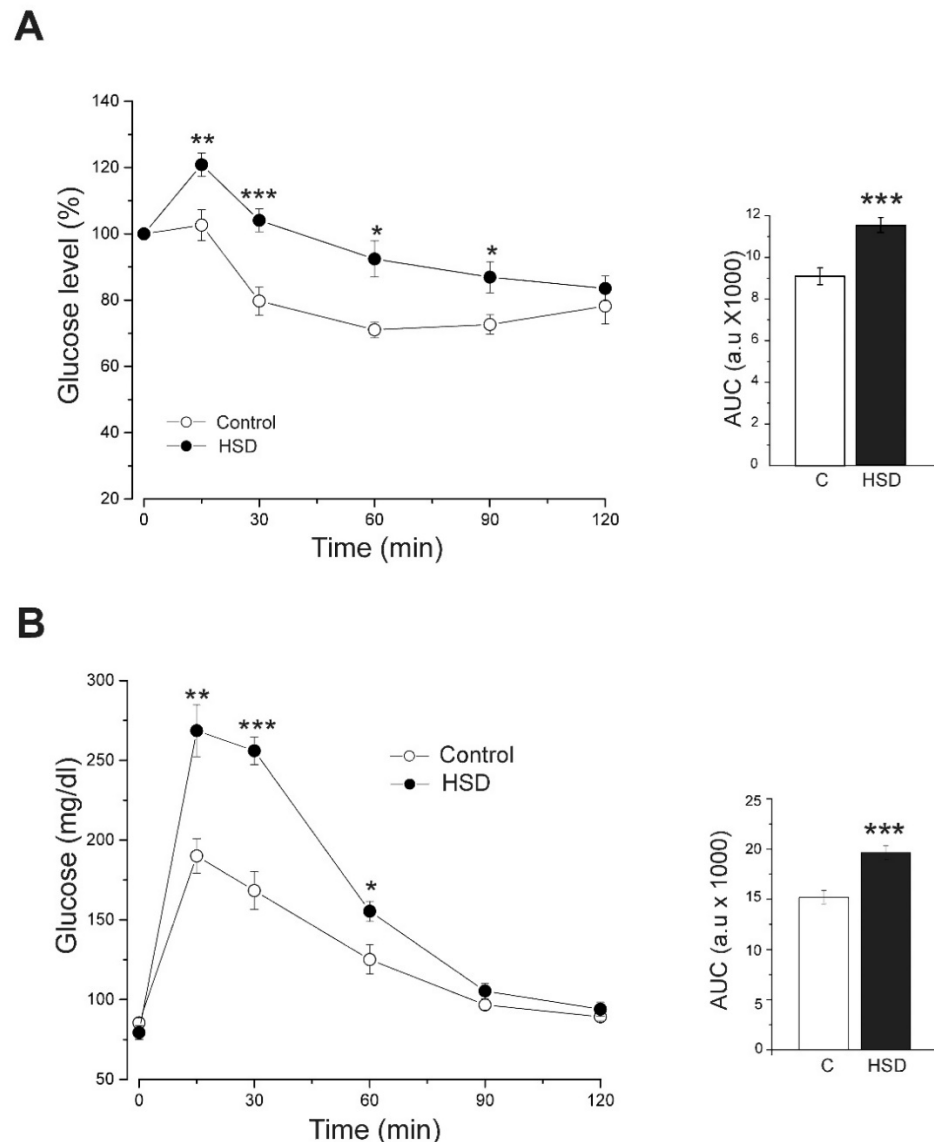 A
Glucose level (%)
140
120
100
80
60
40
20
**
***
*
*
Control
HSD
0
30
60
90
120
Time (min)
AUC (a.u X1000)
12
10
8
6
4
2
0
***
C
HSD
B
Glucose (mg/dl)
300
250
200
150
100
50
**
***
*
Control
HSD
0
30
60
90
120
Time (min)
AUC (a.u x 1000)
25
20
15
10
5
0
***
C
HSD